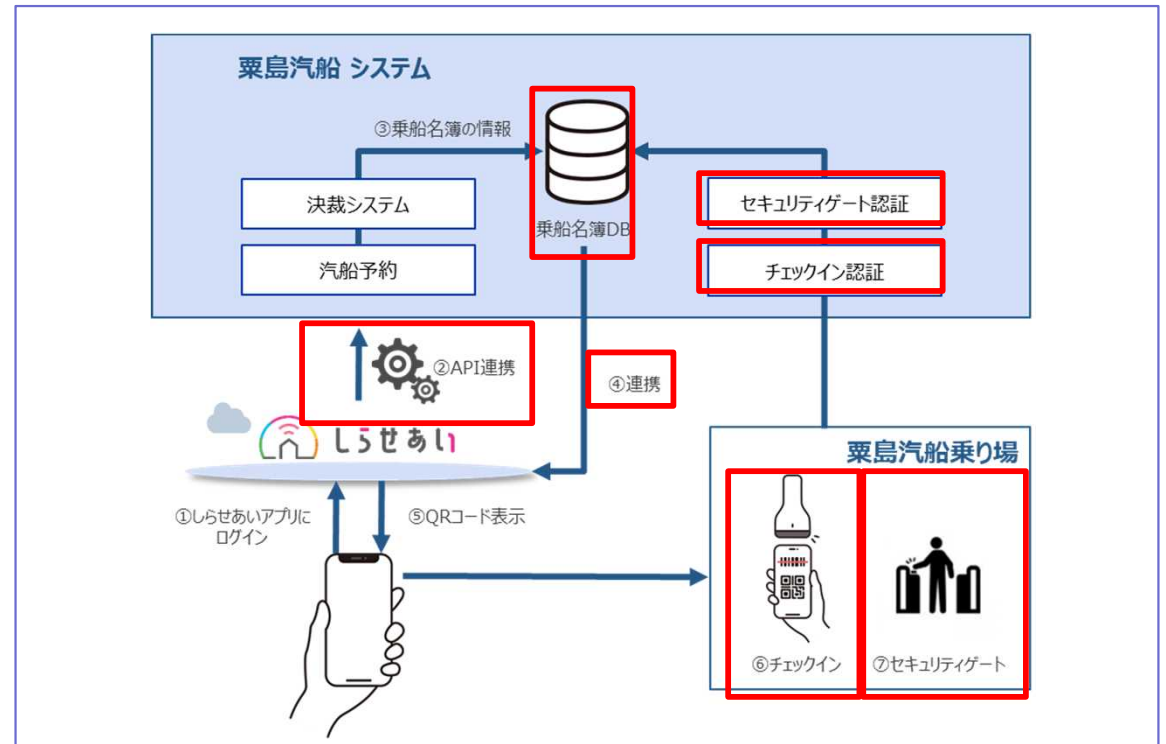 粟島汽船 システム
③乗船名簿の情報
決裁システム
汽船予約
乗船名簿DB
セキュリティゲート認証
チェックイン認証
②API連携
④連携
しらせあい
①しらせあいアプリに
ログイン
⑤QRコード表示
粟島汽船乗り場
⑥チェックイン
⑦セキュリティゲート